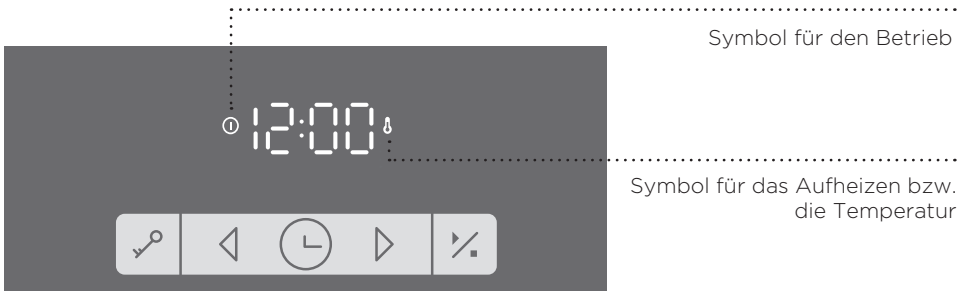 Symbol für den Betrieb
12:00
Symbol für das Aufheizen bzw.
die Temperatur